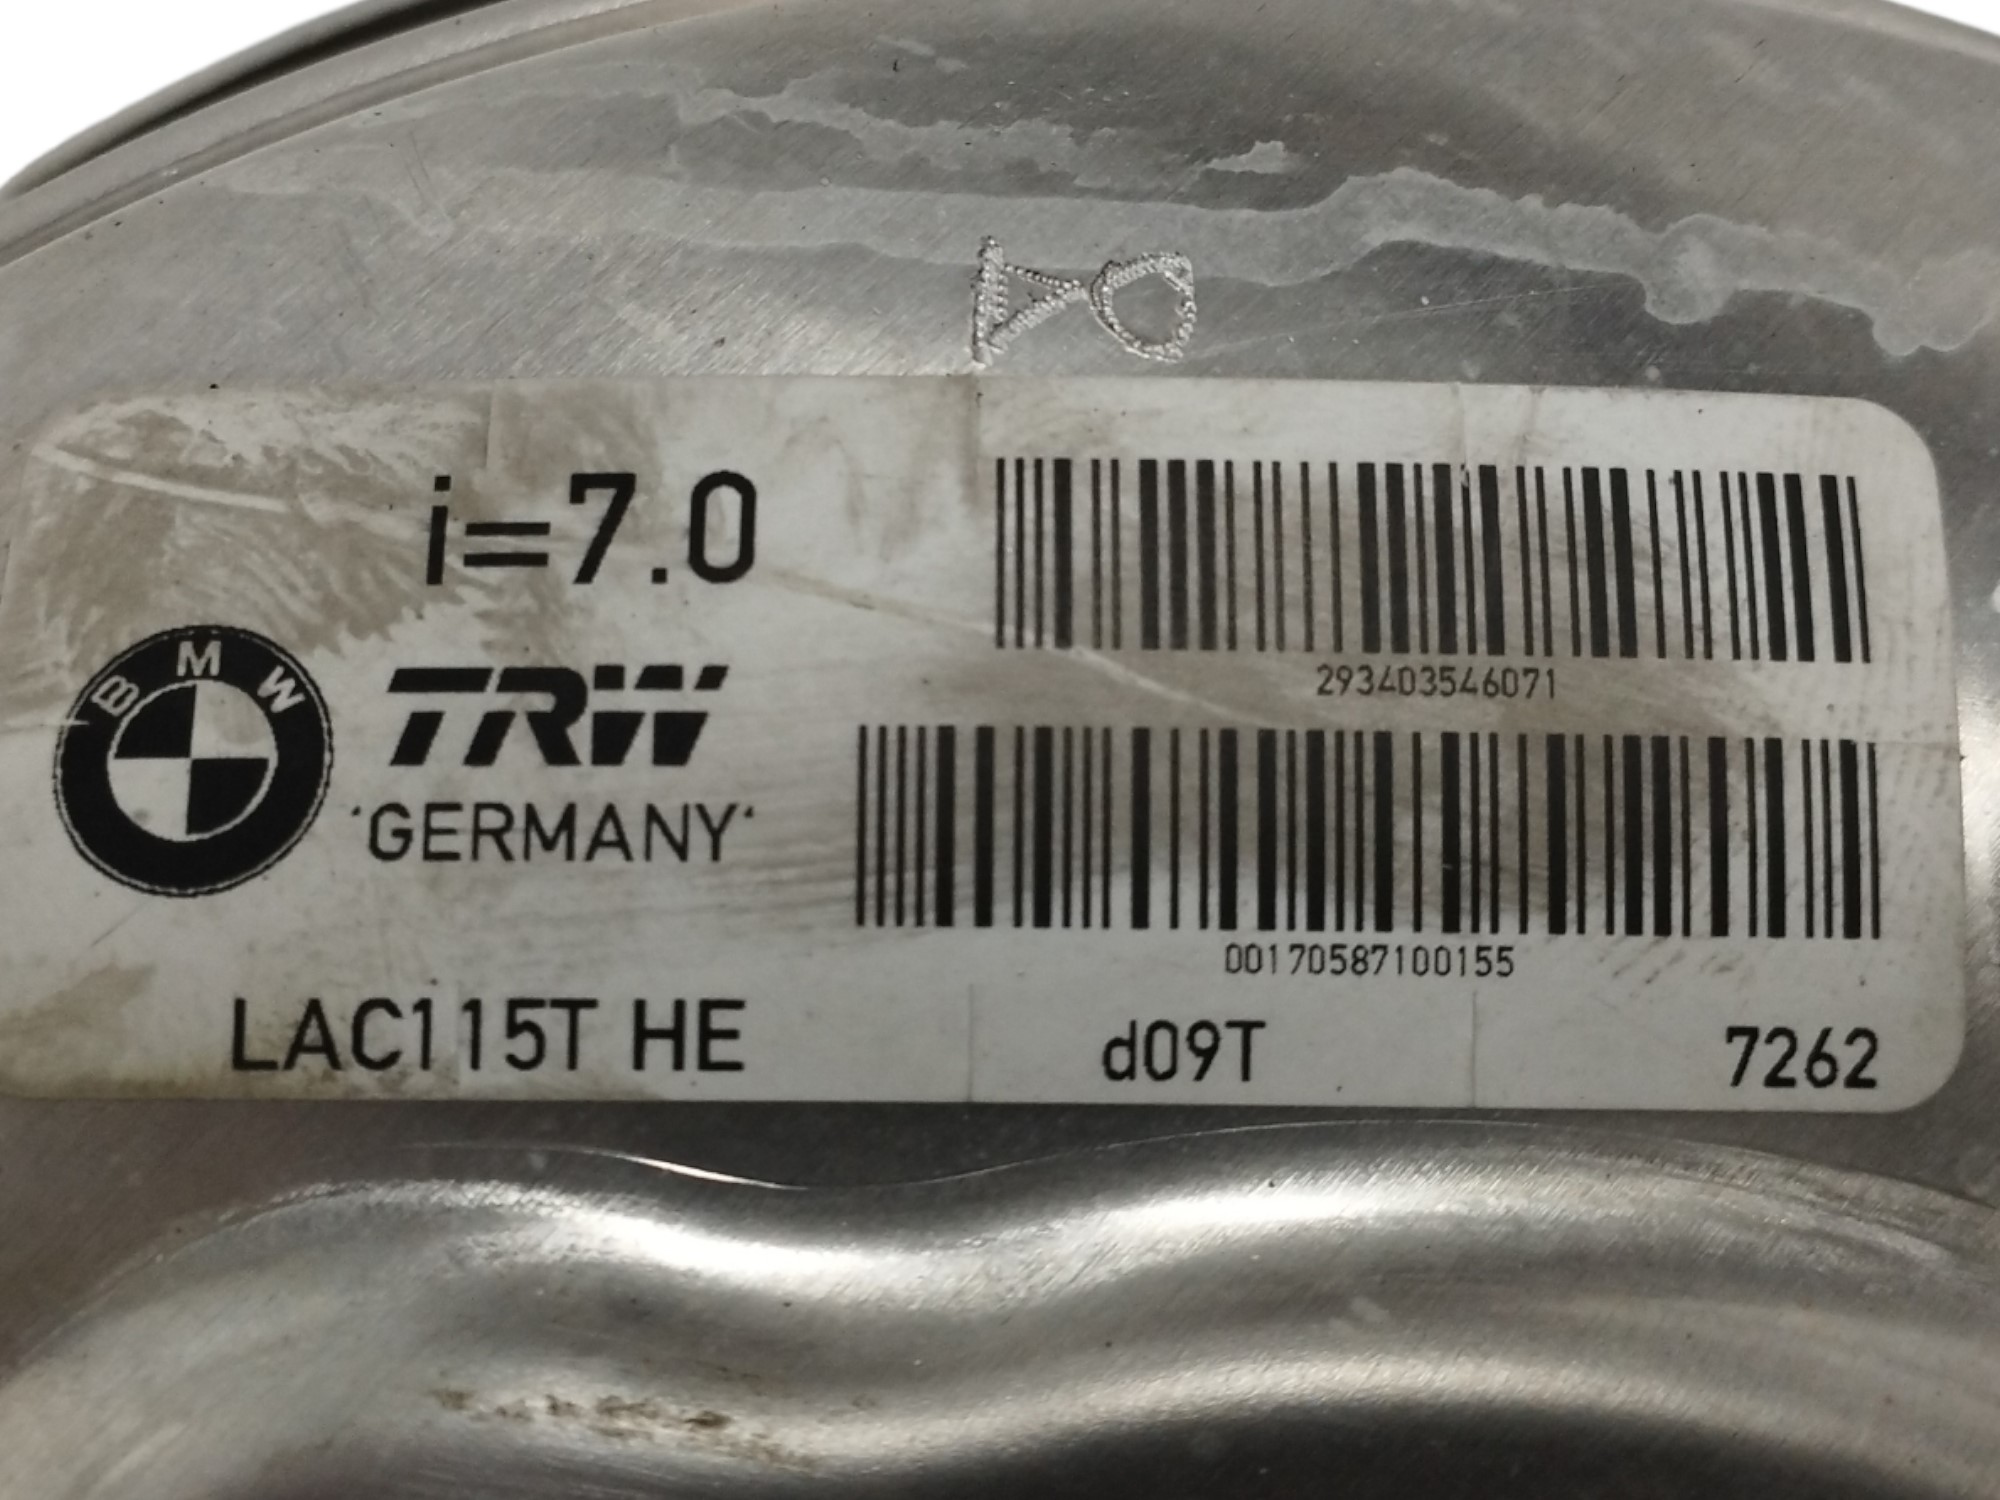 i=7.0
293403546071
BMW
TRW
'GERMANY'
00170587100155
LAC115T HE d09T 7262